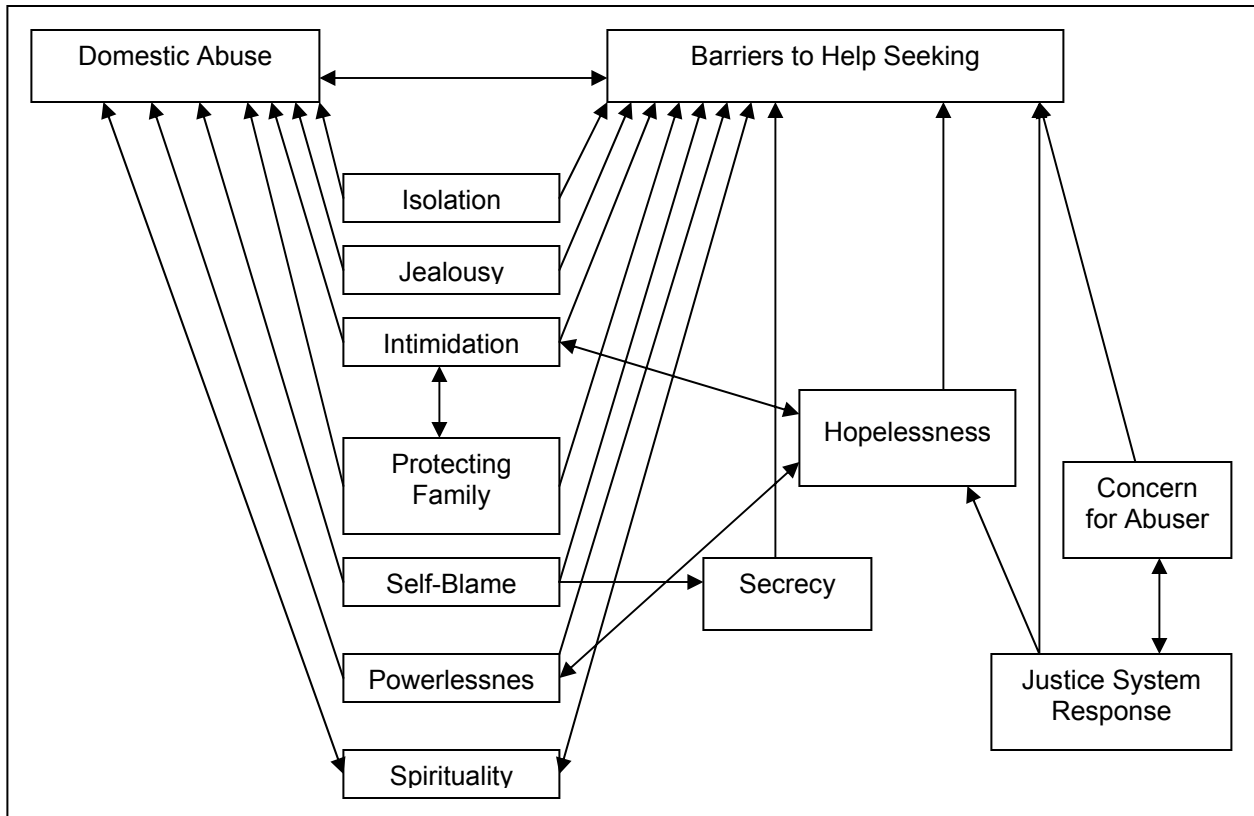 Domestic Abuse
Barriers to Help Seeking
Isolation
Jealousy
Intimidation
Hopelessness
Protecting
Family
Concern
for Abuser
Self-Blame
Secrecy
Powerlessnes
Justice System
Response
Spirituality